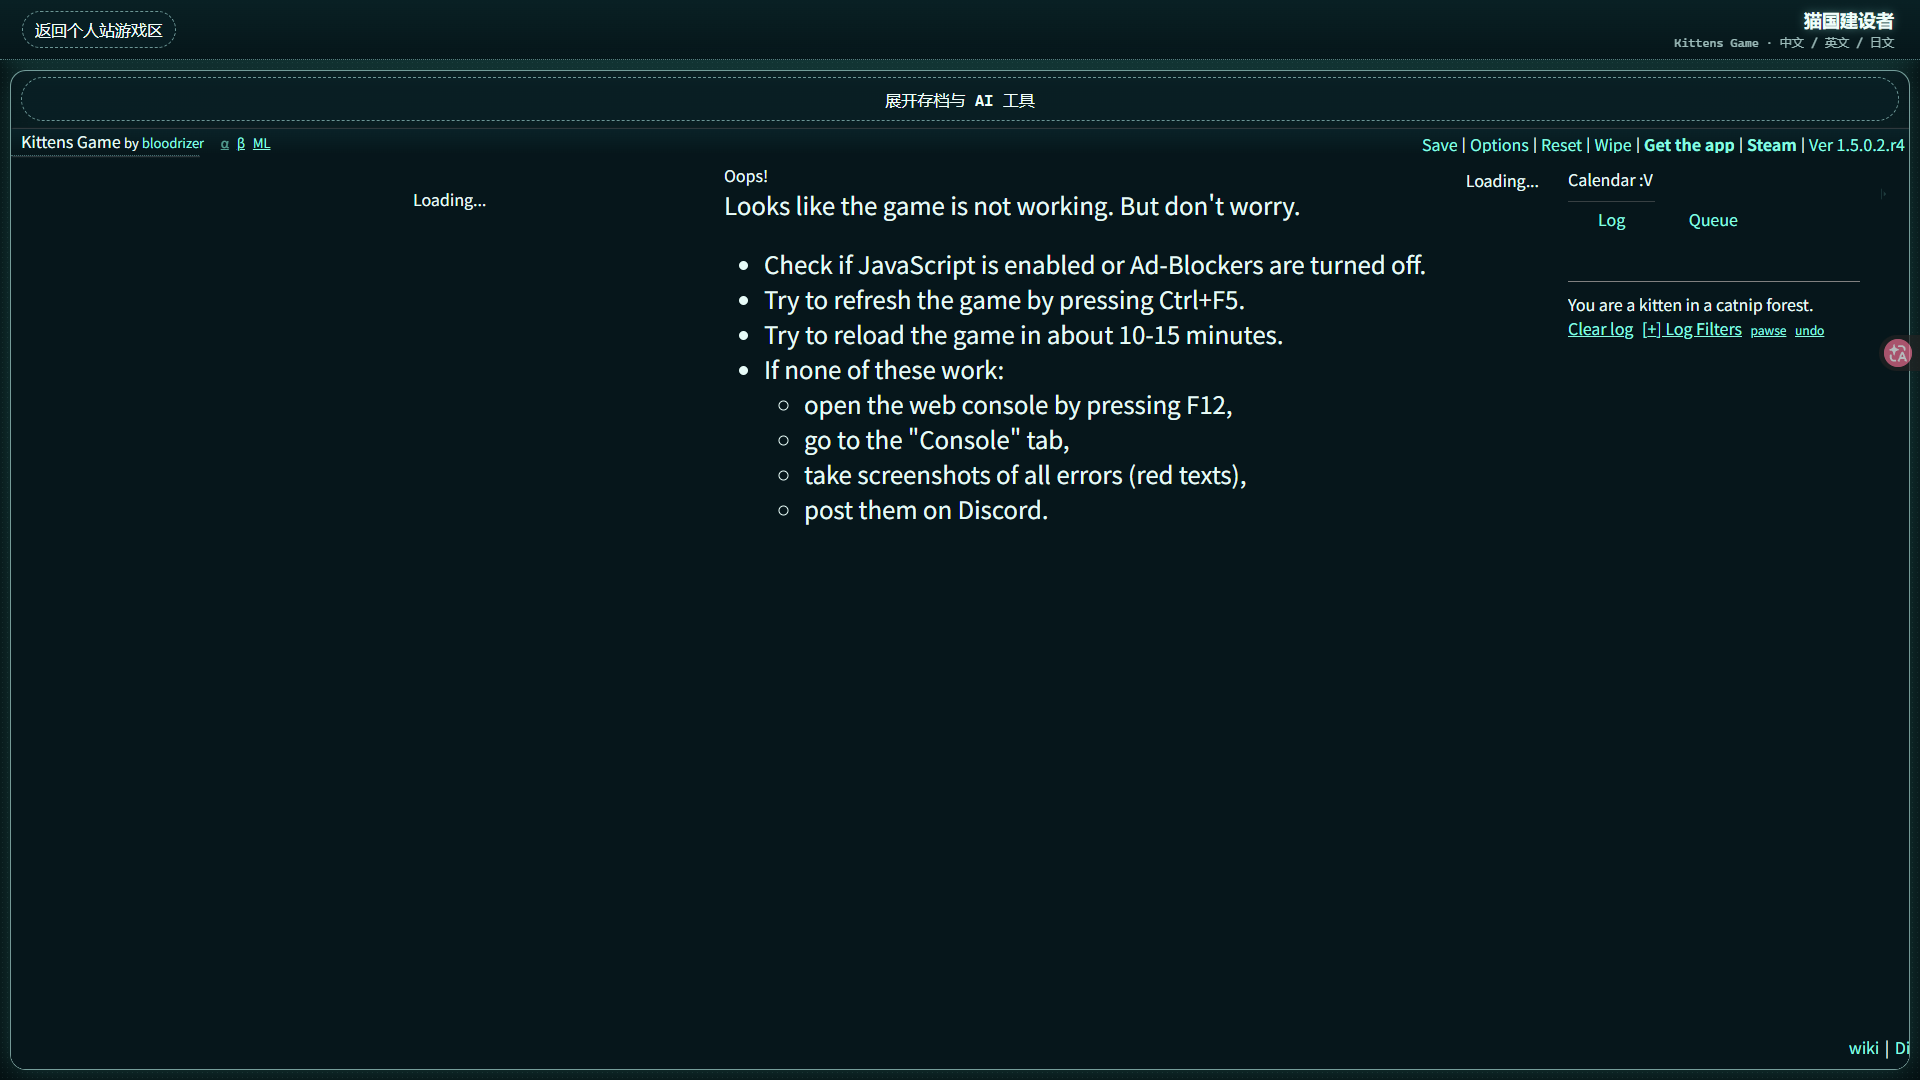 返回个人站游戏区
猫国建设者
Kittens Game · 中文 / 英文 / 日文
展开存档与 AI 工具
Kittens Game by bloodrizer α β ML
Save | Options | Reset | Wipe | Get the app | Steam | Ver 1.5.0.2.r4
Loading...
Oops!
Looks like the game is not working. But don't worry.
• Check if JavaScript is enabled or Ad-Blockers are turned off.
• Try to refresh the game by pressing Ctrl+F5.
• Try to reload the game in about 10-15 minutes.
• If none of these work:
○ open the web console by pressing F12,
○ go to the "Console" tab,
○ take screenshots of all errors (red texts),
○ post them on Discord.
Loading...
Calendar :V
Log Queue
You are a kitten in a catnip forest.
Clear log [+] Log Filters pawse undo
wiki | Di